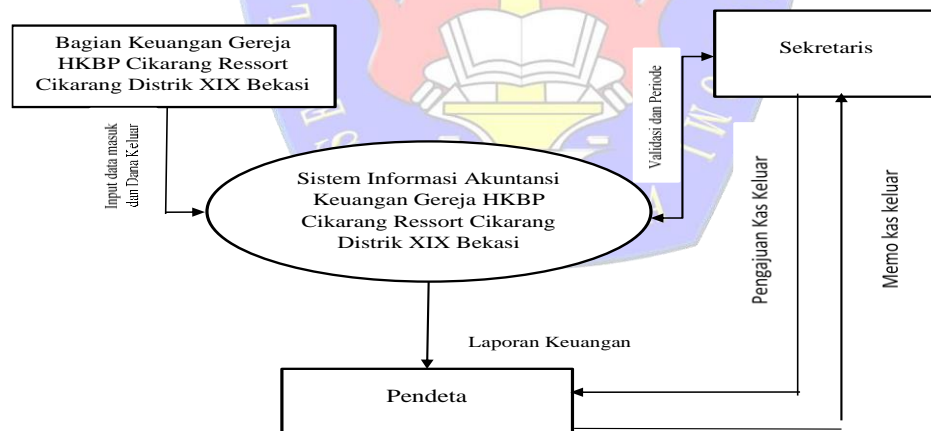 Bagian Keuangan Gereja
HKBP Cikarang Ressort
Cikarang Distrik XIX Bekasi
Sekretaris
Input data masuk
dan Dana Keluar
Validasi dan Periode
Sistem Informasi Akuntansi
Keuangan Gereja HKBP
Cikarang Ressort Cikarang
Distrik XIX Bekasi
Pengajuan Kas Keluar
Memo kas keluar
Laporan Keuangan
Pendeta